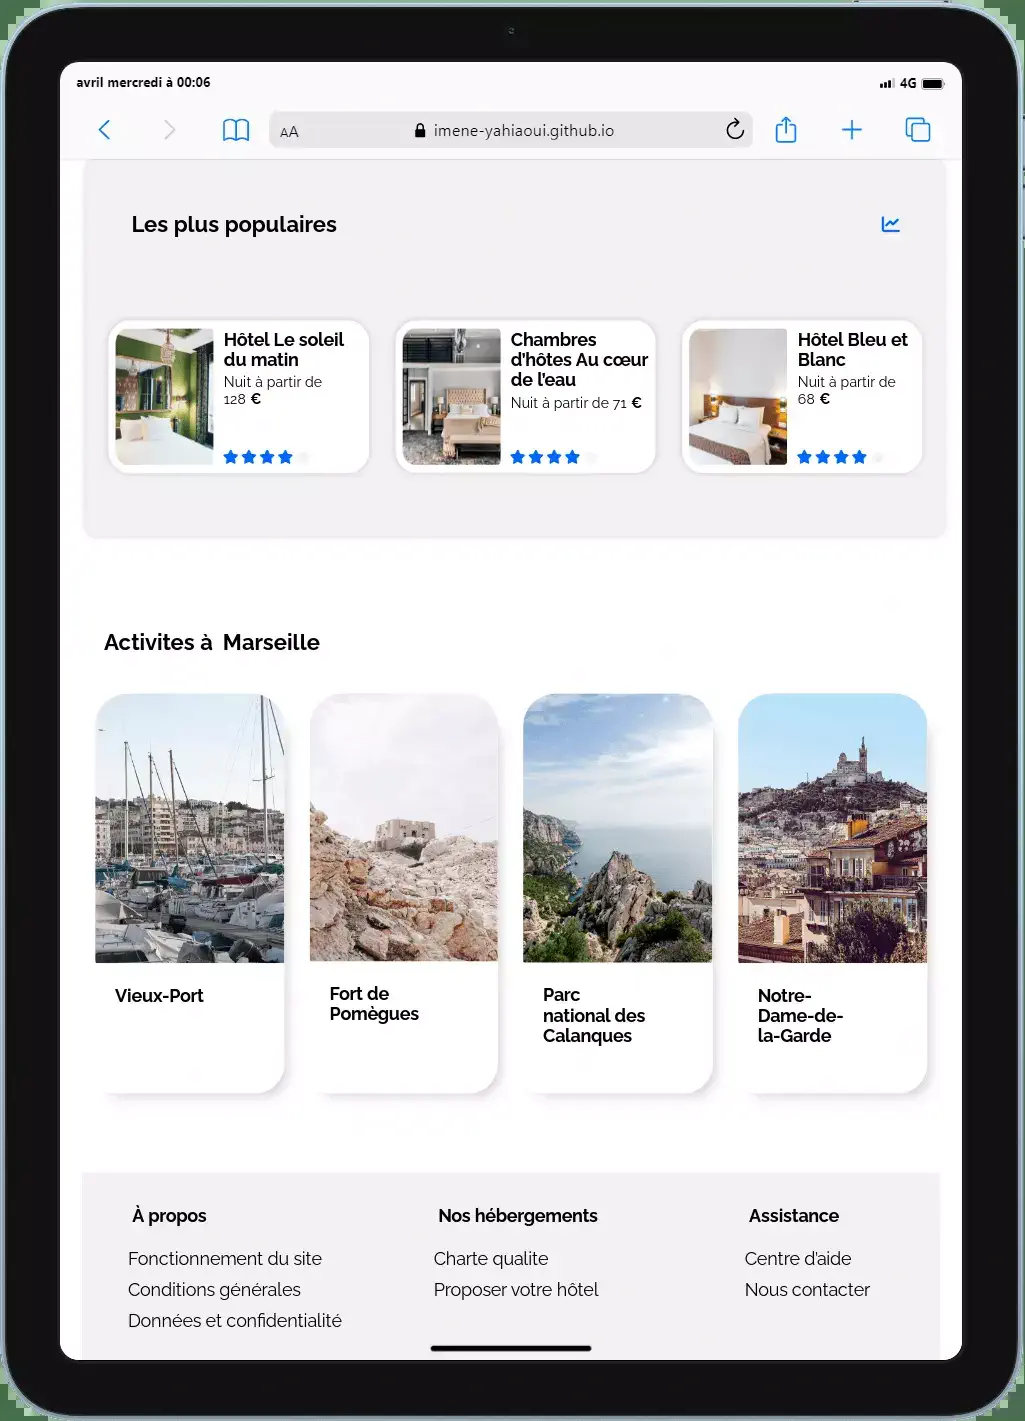 avril mercredi à 00:06
4G
AA
imene-yahiaoui.github.io
Les plus populaires
Hôtel Le soleil
du matin
Nuit à partir de
128 €
Chambres
d'hôtes Au cœur
de l'eau
Nuit à partir de 71 €
Hôtel Bleu et
Blanc
Nuit à partir de
68 €
Activites à Marseille
Vieux-Port
Fort de
Pomègues
Parc
national des
Calanques
Notre-
Dame-de-
la-Garde
À propos
Fonctionnement du site
Conditions générales
Données et confidentialité
Nos hébergements
Charte qualite
Proposer votre hôtel
Assistance
Centre d'aide
Nous contacter